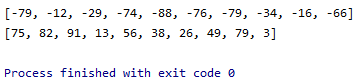 [-79, -12, -29, -74, -88, -76, -79, -34, -16, -66]
[75, 82, 91, 13, 56, 38, 26, 49, 79, 3]
Process finished with exit code 0